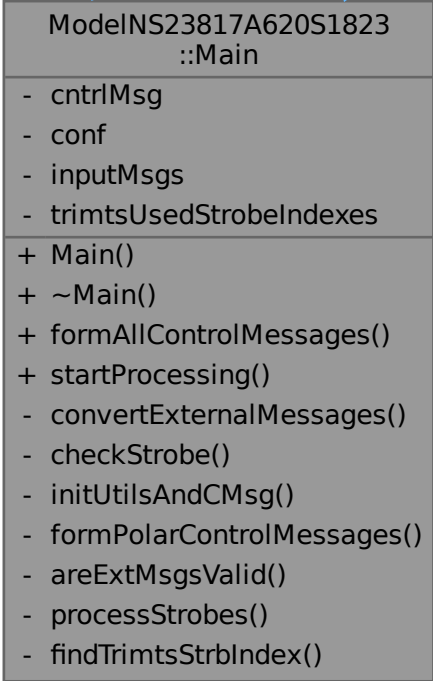 ModelNS23817A620S1823
::Main
- cntrlMsg
- conf
- inputMsgs
- trimtsUsedStrobeIndexes
+ Main()
+ ~Main()
+ formAllControlMessages()
+ startProcessing()
- convertExternalMessages()
- checkStrobe()
- initUtilsAndCMsg()
- formPolarControlMessages()
- areExtMsgsValid()
- processStrobes()
- findTrimtsStrbIndex()